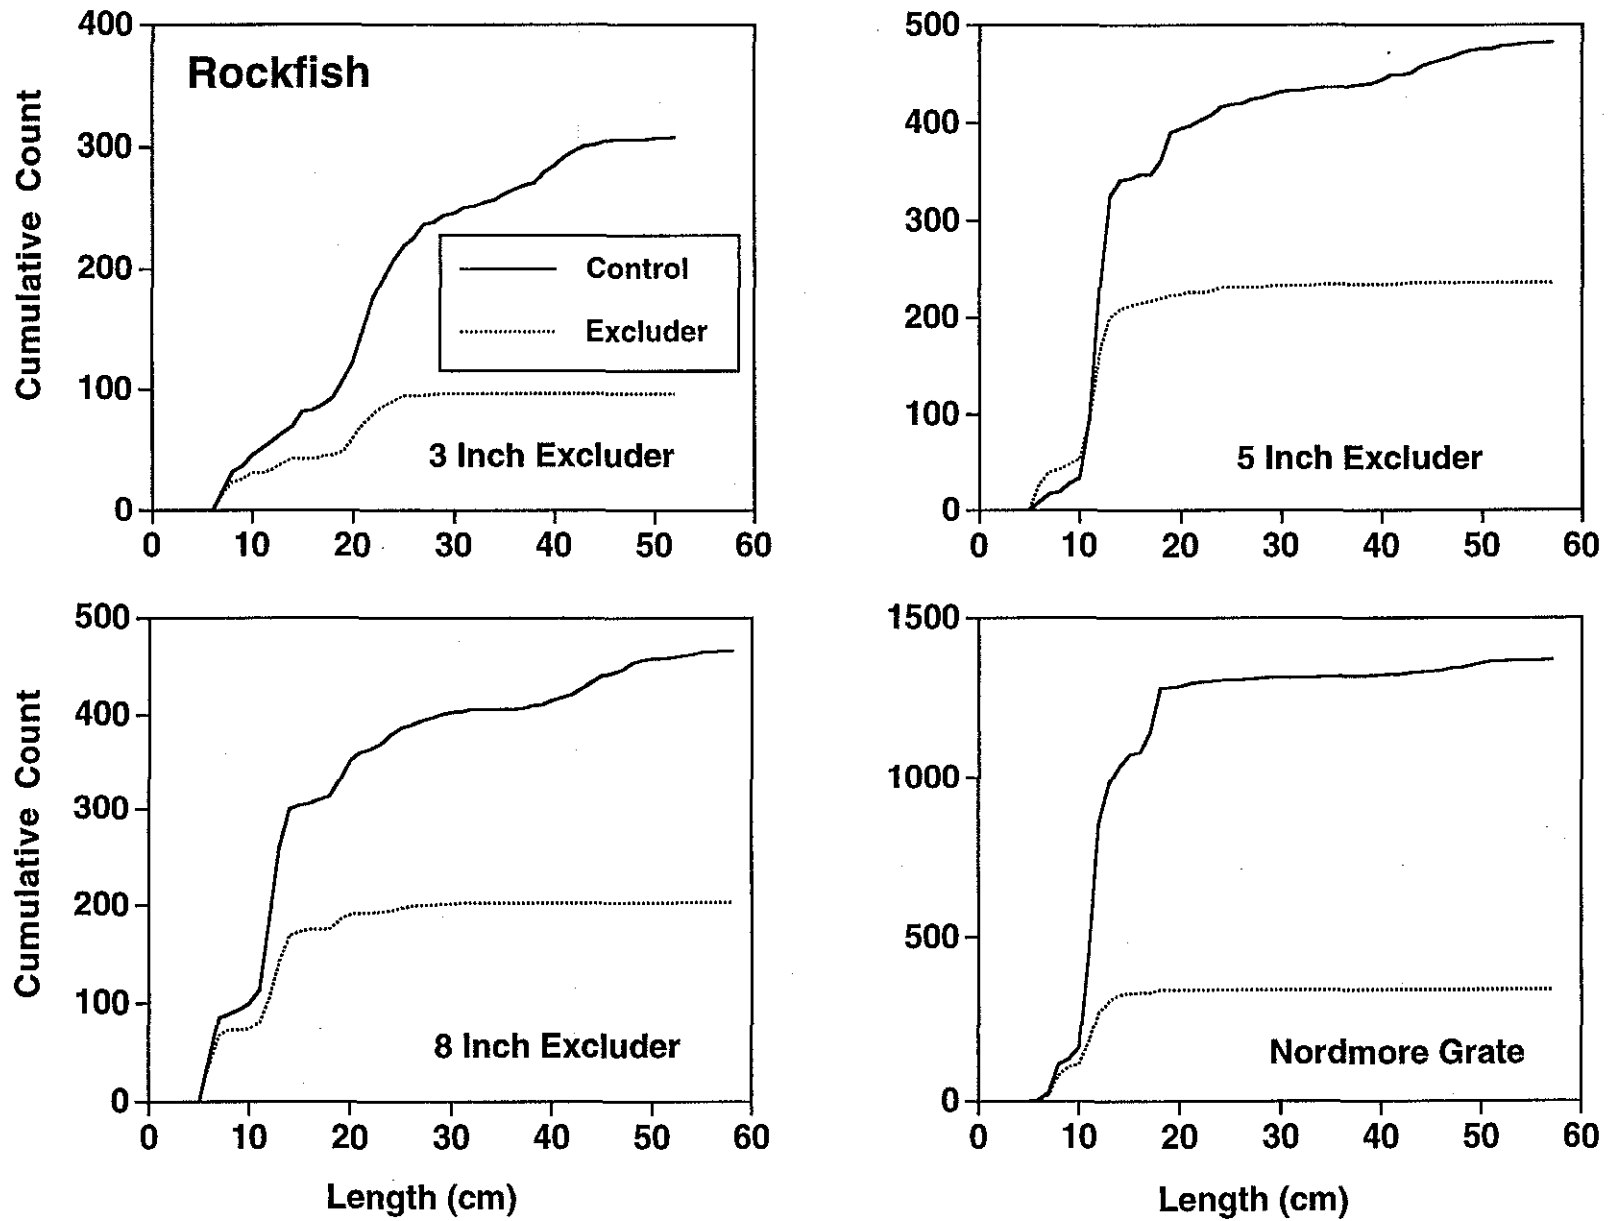 Rockfish
Cumulative Count
400
300
200
100
0
0 10 20 30 40 50 60
Control
Excluder
3 Inch Excluder
500
400
300
200
100
0
0 10 20 30 40 50 60
5 Inch Excluder
Cumulative Count
500
400
300
200
100
0
0 10 20 30 40 50 60
8 Inch Excluder
Length (cm)
1500
1000
500
0
0 10 20 30 40 50 60
Nordmore Grate
Length (cm)